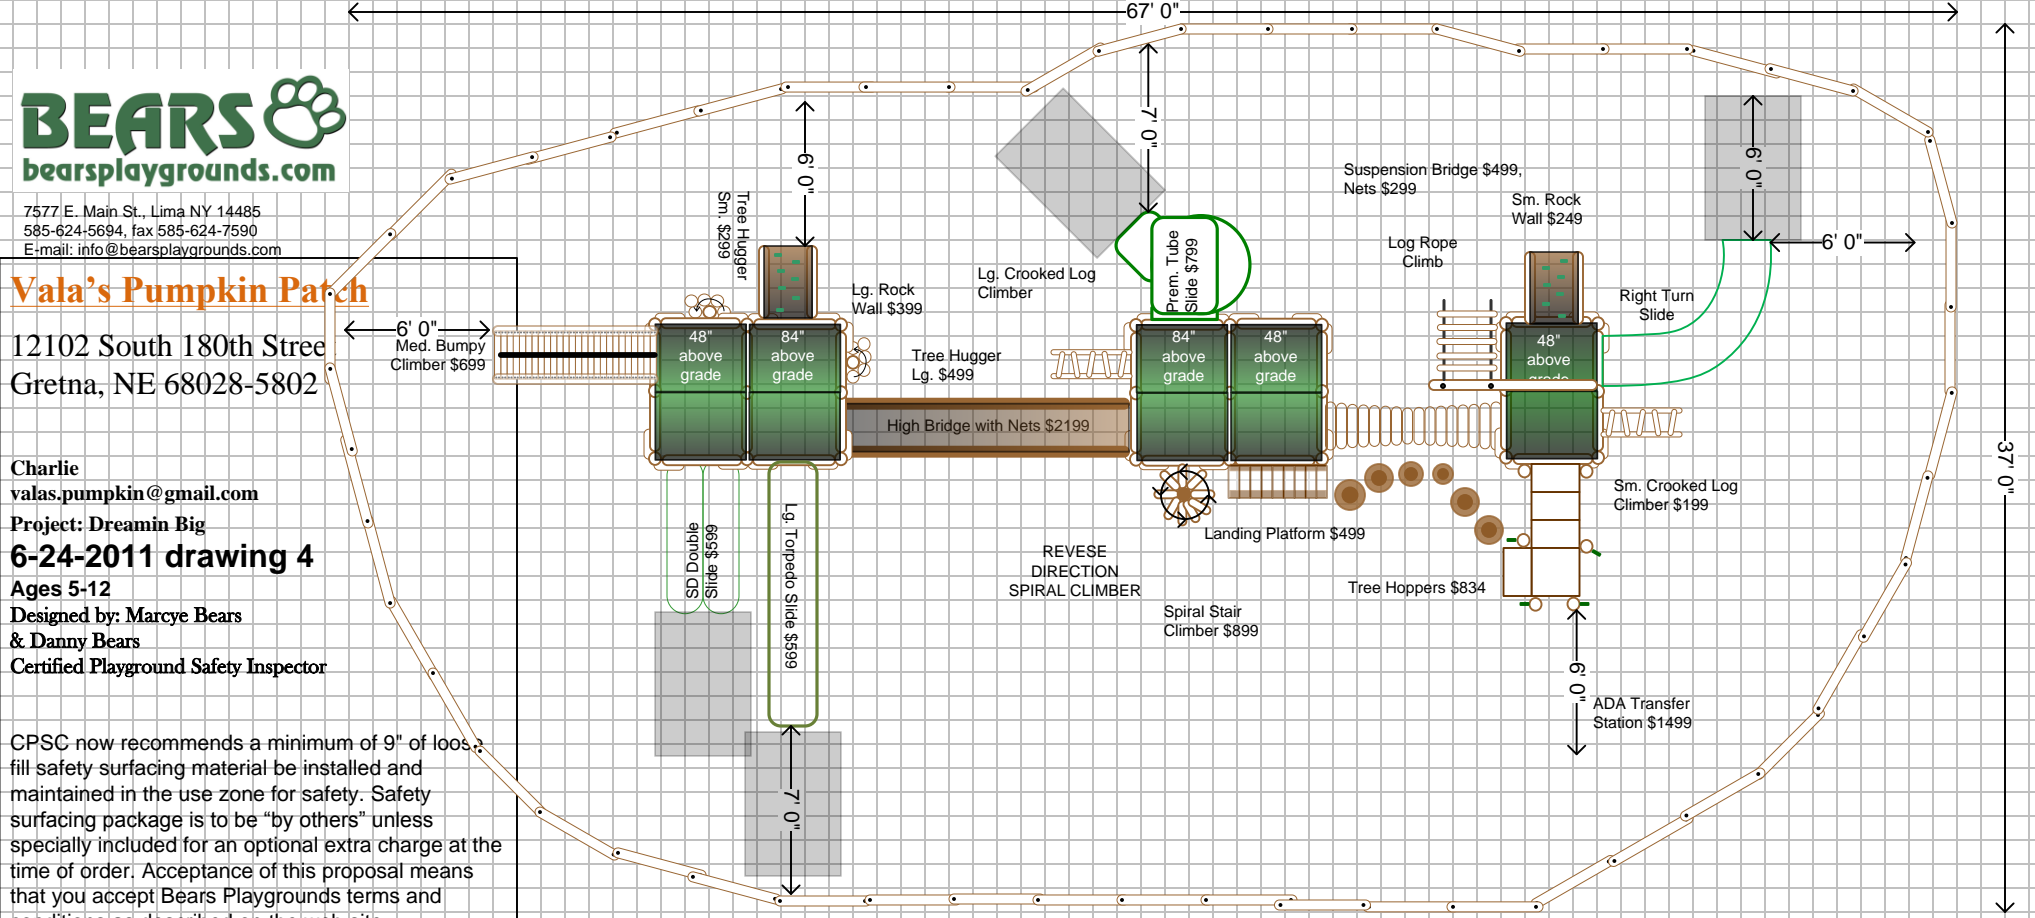 67' 0"
BEARS
bearsplaygrounds.com
7577 E. Main St., Lima NY 14485
585-624-5694, fax 585-624-7590
E-mail: info@bearsplaygrounds.com
Vala's Pumpkin Patch
12102 South 180th Stree
Gretna, NE 68028-5802
Charlie
valas.pumpkin@gmail.com
Project: Dreamin Big
6-24-2011 drawing 4
Ages 5-12
Designed by: Marcye Bears
& Danny Bears
Certified Playground Safety Inspector
CPSC now recommends a minimum of 9" of loose
fill safety surfacing material be installed and
maintained in the use zone for safety. Safety
surfacing package is to be “by others” unless
specially included for an optional extra charge at the
time of order. Acceptance of this proposal means
that you accept Bears Playgrounds terms and
conditions as described on the web site
6' 0"
Med. Bumpy
Climber $699
Tree Hugger
Sm. $299
6' 0"
Lg. Rock
Wall $399
48"
above
grade
84"
above
grade
Tree Hugger
Lg. $499
High Bridge with Nets $2199
SD Double
Slide $599
Lg. Torpedo Slide $599
7' 0"
Lg. Crooked Log
Climber
7' 0"
Prem. Tube
Slide $799
84"
above
grade
48"
above
grade
REVESE
DIRECTION
SPIRAL CLIMBER
Spiral Stair
Climber $899
Landing Platform $499
Tree Hoppers $834
Suspension Bridge $499,
Nets $299
Log Rope
Climb
Sm. Rock
Wall $249
48"
above
grade
Right Turn
Slide
6' 0"
6' 0"
Sm. Crooked Log
Climber $199
6' 0"
ADA Transfer
Station $1499
37' 0"